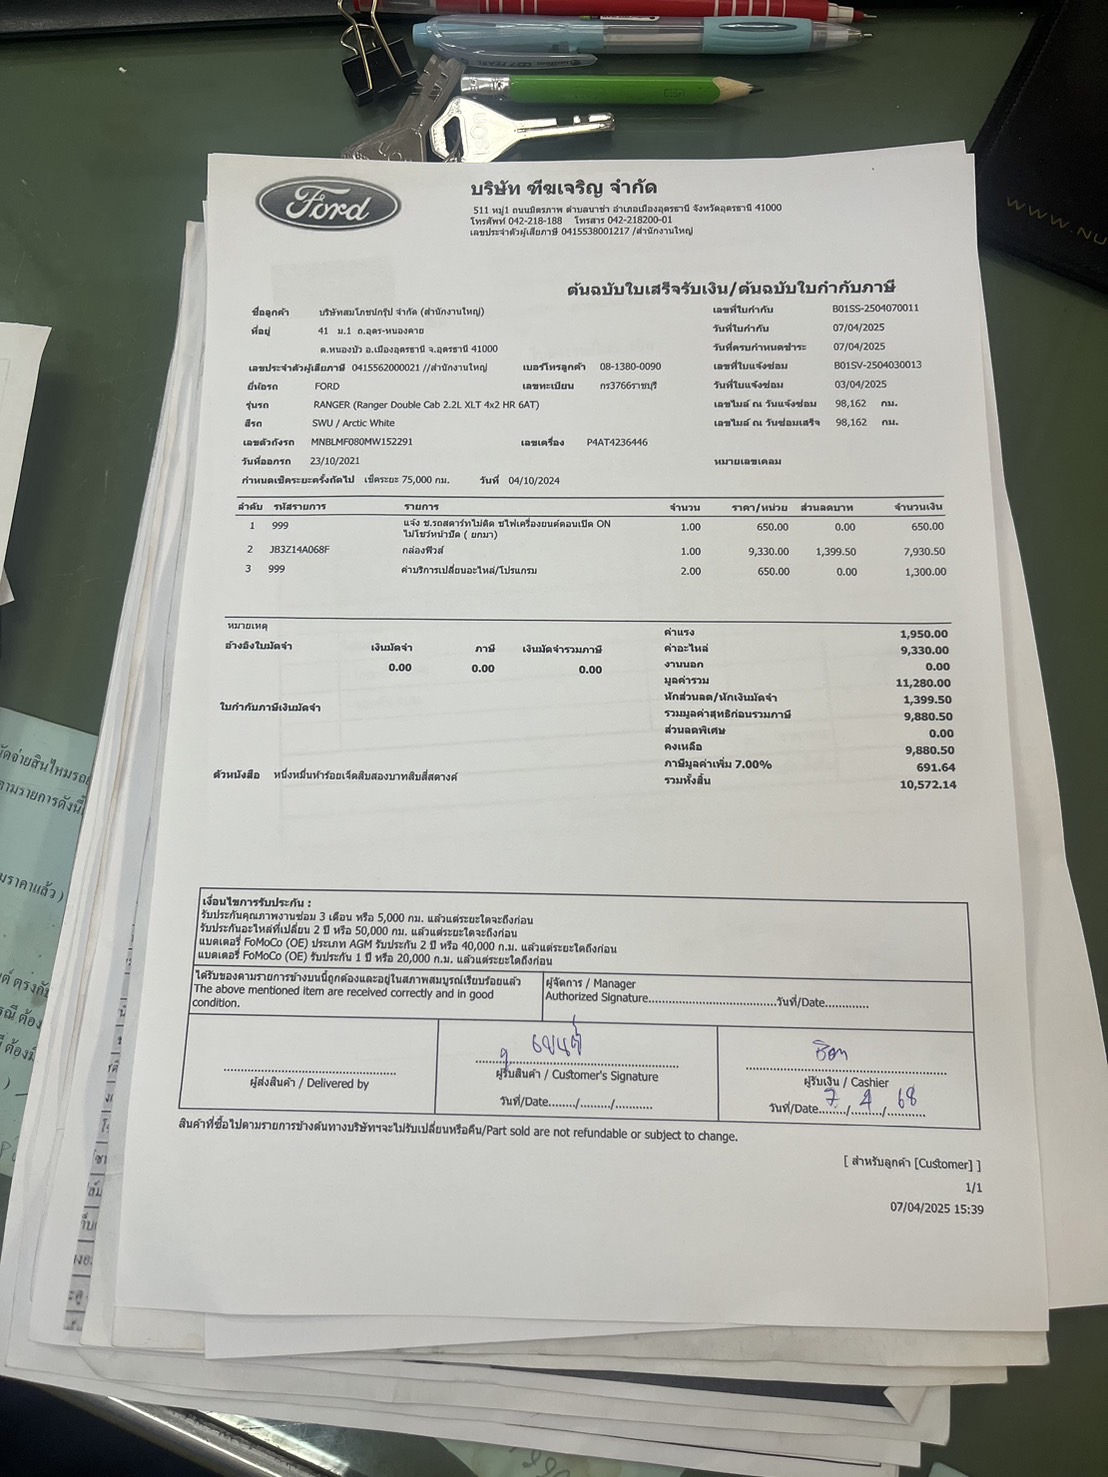 Ford
บริษัท ฑีฆเจริญ จำกัด
511 หมู่1 ถนนมิตรภาพ ตำบลนาข่า อำเภอเมืองอุดรธานี จังหวัดอุดรธานี 41000
โทรศัพท์ 042-218-188 โทรสาร 042-218200-01
เลขประจำตัวผู้เสียภาษี 0415538001217 /สำนักงานใหญ่
ต้นฉบับใบเสร็จรับเงิน/ต้นฉบับใบกำกับภาษี
ชื่อลูกค้า บริษัทสมโภชน์กรุ๊ป จำกัด (สำนักงานใหญ่) เลขที่ใบกำกับ B01SS-2504070011
ที่อยู่ 41 ม.1 ถ.อุดร-หนองคาย วันที่ใบกำกับ 07/04/2025
ต.หนองบัว อ.เมืองอุดรธานี จ.อุดรธานี 41000 วันที่ครบกำหนดชำระ 07/04/2025
เลขประจำตัวผู้เสียภาษี 0415562000021 //สำนักงานใหญ่ เบอร์โทรลูกค้า 08-1380-0090 เลขที่ใบแจ้งซ่อม B01SV-2504030013
ยี่ห้อรถ FORD เลขทะเบียน กร3766ราชบุรี วันที่ใบแจ้งซ่อม 03/04/2025
รุ่นรถ RANGER (Ranger Double Cab 2.2L XLT 4x2 HR 6AT) เลขไมล์ ณ วันแจ้งซ่อม 98,162 กม.
สีรถ SWU / Arctic White เลขไมล์ ณ วันซ่อมเสร็จ 98,162 กม.
เลขตัวถังรถ MNBLMF080MW152291 เลขเครื่อง P4AT4236446
วันที่ออกรถ 23/10/2021 หมายเลขเคลม
กำหนดเช็คระยะครั้งถัดไป เช็คระยะ 75,000 กม. วันที่ 04/10/2024
ลำดับ รหัสรายการ รายการ จำนวน ราคา/หน่วย ส่วนลดบาท จำนวนเงิน
1 999 แจ้ง ช.รถสตาร์ทไม่ติด ชไฟเครื่องยนต์ตอนเปิด ON 1.00 650.00 0.00 650.00
ไม่โชว์หน้าปัด ( ยกมา)
2 JB3Z14A068F กล่องฟิวส์ 1.00 9,330.00 1,399.50 7,930.50
3 999 ค่าบริการเปลี่ยนอะไหล่/โปรแกรม 2.00 650.00 0.00 1,300.00
หมายเหตุ
อ้างอิงใบมัดจำ เงินมัดจำ ภาษี เงินมัดจำรวมภาษี
0.00 0.00 0.00
ใบกำกับภาษีเงินมัดจำ
ค่าแรง 1,950.00
ค่าอะไหล่ 9,330.00
งานนอก 0.00
มูลค่ารวม 11,280.00
หักส่วนลด/หักเงินมัดจำ 1,399.50
รวมมูลค่าสุทธิก่อนรวมภาษี 9,880.50
ส่วนลดพิเศษ 0.00
คงเหลือ 9,880.50
ภาษีมูลค่าเพิ่ม 7.00% 691.64
รวมทั้งสิ้น 10,572.14
ตัวหนังสือ หนึ่งหมื่นห้าร้อยเจ็ดสิบสองบาทสิบสี่สตางค์
เงื่อนไขการรับประกัน :
รับประกันคุณภาพงานซ่อม 3 เดือน หรือ 5,000 กม. แล้วแต่ระยะใดจะถึงก่อน
รับประกันอะไหล่ที่เปลี่ยน 2 ปี หรือ 50,000 กม. แล้วแต่ระยะใดจะถึงก่อน
แบตเตอรี่ FoMoCo (OE) ประเภท AGM รับประกัน 2 ปี หรือ 40,000 ก.ม. แล้วแต่ระยะใดจะถึงก่อน
แบตเตอรี่ FoMoCo (OE) รับประกัน 1 ปี หรือ 20,000 ก.ม. แล้วแต่ระยะใดจะถึงก่อน
ได้รับของตามรายการข้างบนนี้ถูกต้องและอยู่ในสภาพสมบูรณ์เรียบร้อยแล้ว
The above mentioned item are received correctly and in good
condition.
ผู้จัดการ / Manager
Authorized Signature.......................................วันที่/Date.............
ผู้ส่งสินค้า / Delivered by
ผู้รับสินค้า / Customer's Signature
วันที่/Date......../........./...........
ผู้รับเงิน / Cashier
วันที่/Date 7/4/68
สินค้าที่ซื้อไปตามรายการข้างต้นทางบริษัทฯจะไม่รับเปลี่ยนหรือคืน/Part sold are not refundable or subject to change.
[ สำหรับลูกค้า [Customer] ]
1/1
07/04/2025 15:39